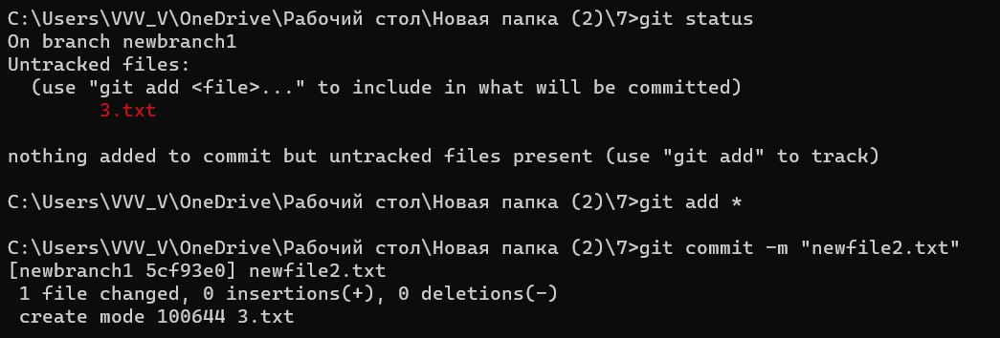 C:\Users\VVV_V\OneDrive\Рабочий стол\Новая папка (2)\7>git status
On branch newbranch1
Untracked files:
  (use "git add <file>..." to include in what will be committed)
        3.txt

nothing added to commit but untracked files present (use "git add" to track)

C:\Users\VVV_V\OneDrive\Рабочий стол\Новая папка (2)\7>git add *

C:\Users\VVV_V\OneDrive\Рабочий стол\Новая папка (2)\7>git commit -m "newfile2.txt"
[newbranch1 5cf93e0] newfile2.txt
 1 file changed, 0 insertions(+), 0 deletions(-)
 create mode 100644 3.txt